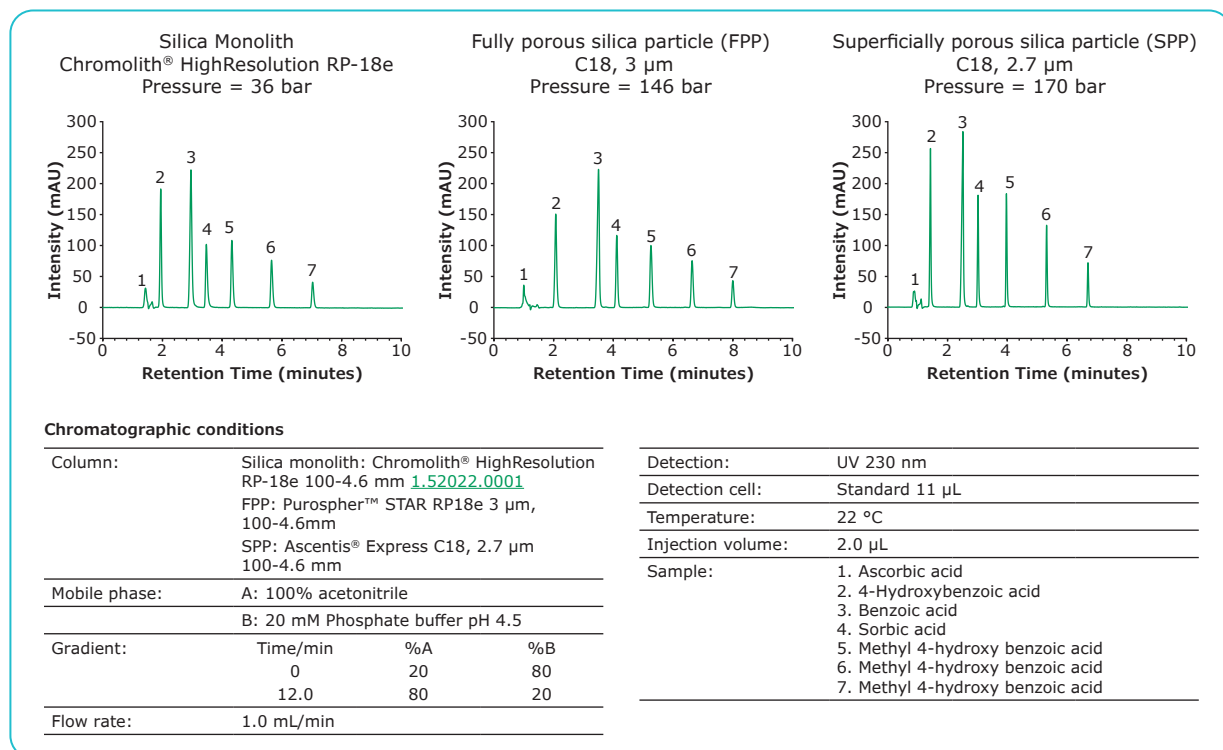 Silica Monolith
Chromolith® HighResolution RP-18e
Pressure = 36 bar
300
250
200
150
100
50
0
-50
Intensity (mAU)
1
2
3
4
5
6
7
0
2
4
6
8
10
Retention Time (minutes)
Fully porous silica particle (FPP)
C18, 3 µm
Pressure = 146 bar
300
250
200
150
100
50
0
-50
Intensity (mAU)
1
2
3
4
5
6
7
0
2
4
6
8
10
Retention Time (minutes)
Superficially porous silica particle (SPP)
C18, 2.7 µm
Pressure = 170 bar
300
250
200
150
100
50
0
-50
Intensity (mAU)
1
2
3
4
5
6
7
0
2
4
6
8
10
Retention Time (minutes)
Chromatographic conditions
Column: Silica monolith: Chromolith® HighResolution
RP-18e 100-4.6 mm 1.52022.0001
FPP: Purospher™ STAR RP18e 3 µm,
100-4.6mm
SPP: Ascentis® Express C18, 2.7 µm
100-4.6 mm
Mobile phase: A: 100% acetonitrile
B: 20 mM Phosphate buffer pH 4.5
Gradient: Time/min %A %B
0 20 80
12.0 80 20
Flow rate: 1.0 mL/min
Detection: UV 230 nm
Detection cell: Standard 11 µL
Temperature: 22 °C
Injection volume: 2.0 µL
Sample: 1. Ascorbic acid
2. 4-Hydroxybenzoic acid
3. Benzoic acid
4. Sorbic acid
5. Methyl 4-hydroxy benzoic acid
6. Methyl 4-hydroxy benzoic acid
7. Methyl 4-hydroxy benzoic acid